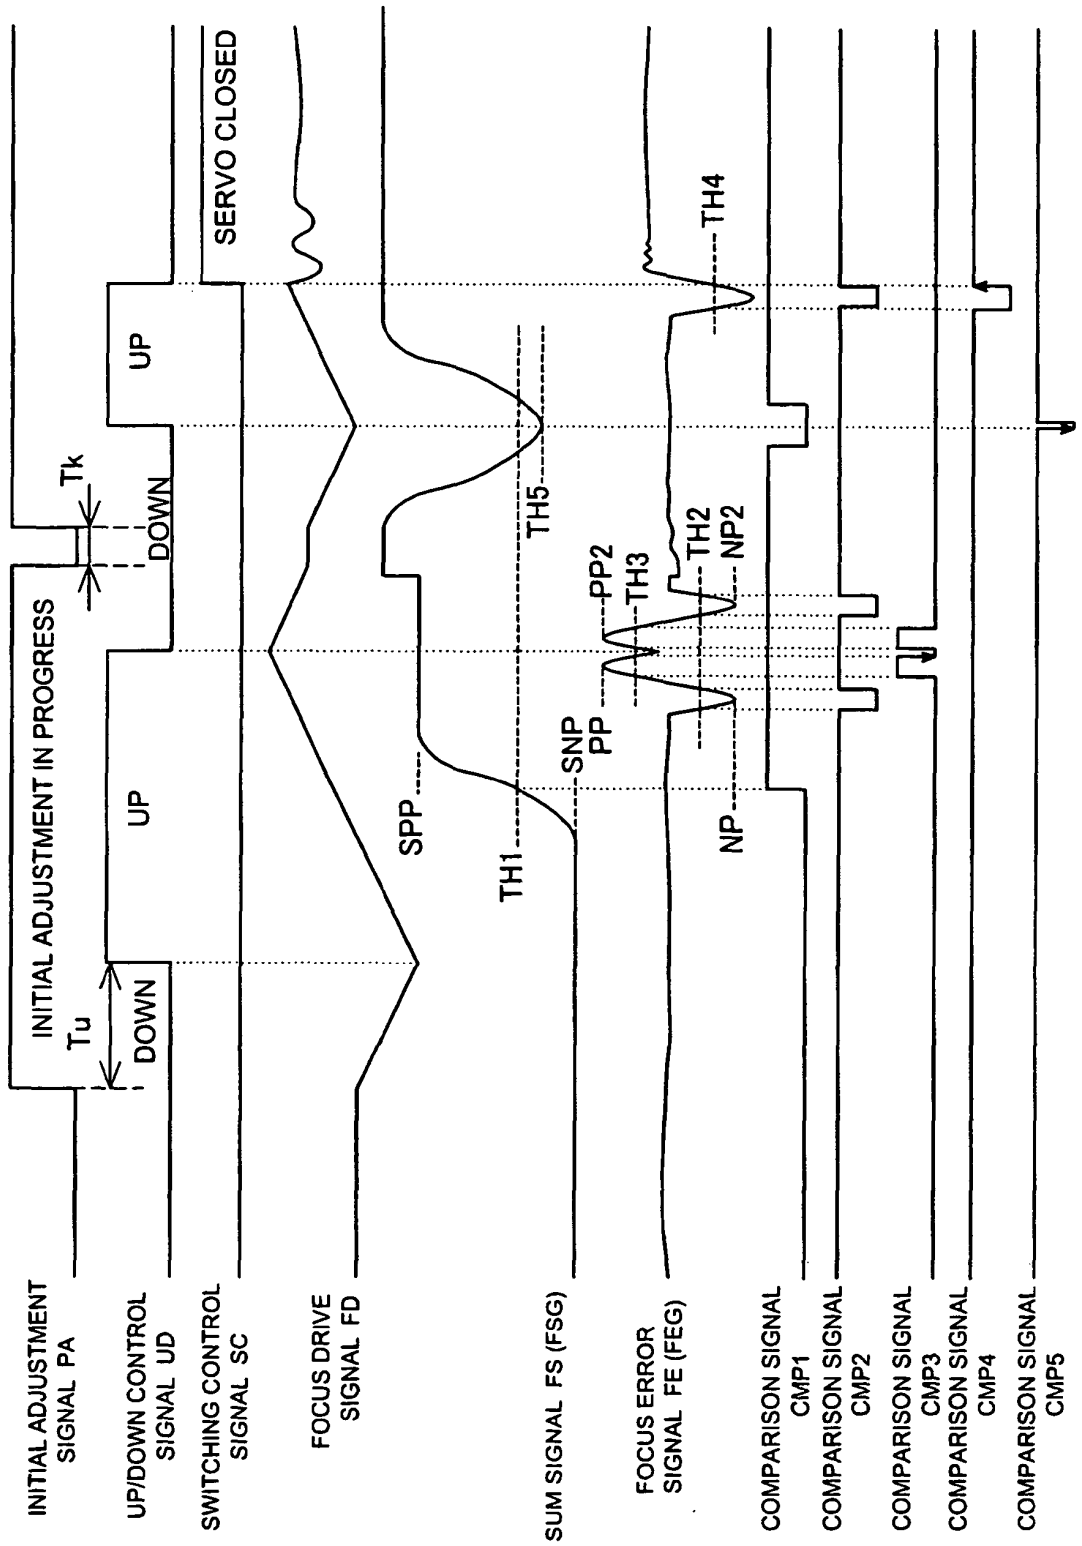 INITIAL ADJUSTMENT
SIGNAL PA
INITIAL ADJUSTMENT IN PROGRESS
Tu
Tk
UP/DOWN CONTROL
SIGNAL UD
DOWN
UP
DOWN
UP
SWITCHING CONTROL
SIGNAL SC
SERVO CLOSED
FOCUS DRIVE
SIGNAL FD
SUM SIGNAL FS (FSG)
SPP
TH1
SNP
TH5
FOCUS ERROR
SIGNAL FE (FEG)
PP
PP2
TH3
TH2
NP
NP2
TH4
COMPARISON SIGNAL
CMP1
COMPARISON SIGNAL
CMP2
COMPARISON SIGNAL
CMP3
COMPARISON SIGNAL
CMP4
COMPARISON SIGNAL
CMP5